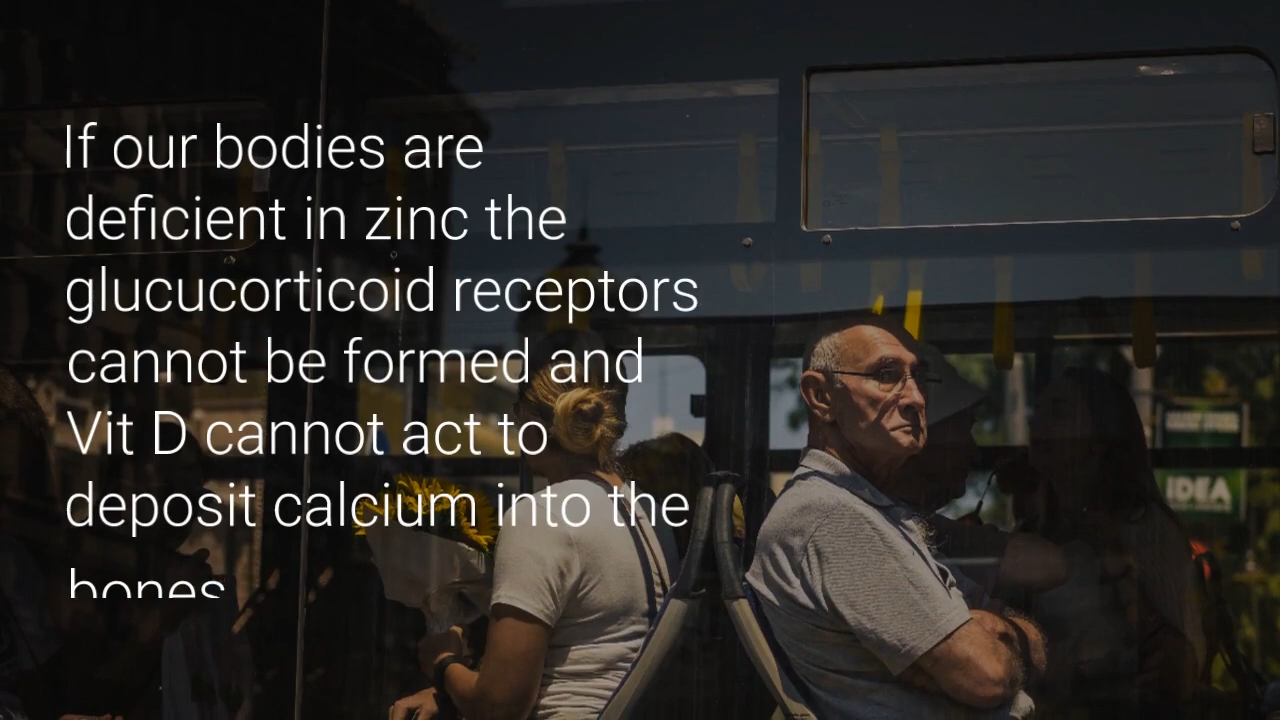 If our bodies are
deficient in zinc the
glucucorticoid receptors
cannot be formed and
Vit D cannot act to
deposit calcium into the
bones
IDEA